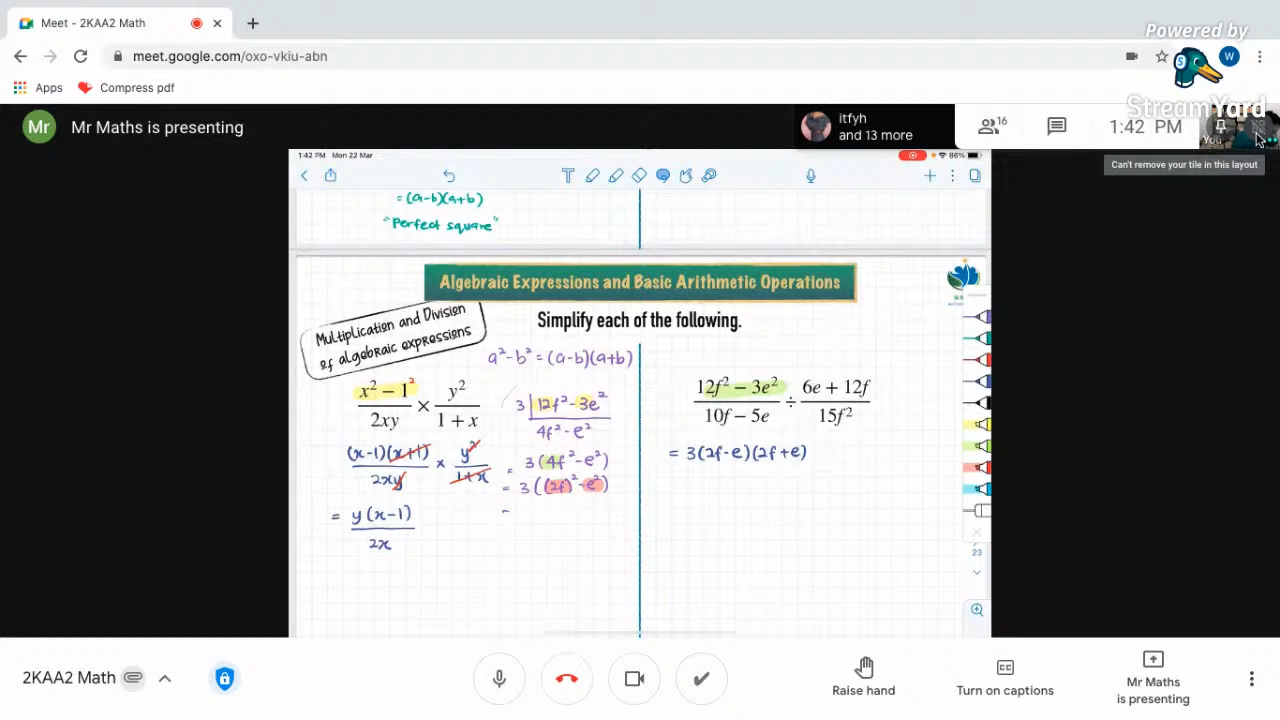 Meet - 2KAA2 Math
Powered by
meet.google.com/oxo-vkiu-abn
W
Apps
Compress pdf
StreamYard
Mr
Mr Maths is presenting
itfyh
and 13 more
16
1:42 PM
You
Can't remove your tile in this layout
1:42 PM Mon 22 Mar
86%
T
= (a-b)(a+b)
"Perfect square"
Algebraic Expressions and Basic Arithmetic Operations
Multiplication and Division
of algebraic expressions
Simplify each of the following.
a² - b² = (a-b)(a+b)
x² - 1² / 2xy × y² / 1 + x
(x-1)(x+1) / 2xy × y² / 1+x
= y(x-1) / 2x
3 | 12f² - 3e²
4f² - e²
= 3(4f² - e²)
= 3((2f)² - e²)
=
12f² − 3e² / 10f − 5e ÷ 6e + 12f / 15f²
= 3(2f-e)(2f+e)
23
2KAA2 Math
Raise hand
Turn on captions
Mr Maths
is presenting